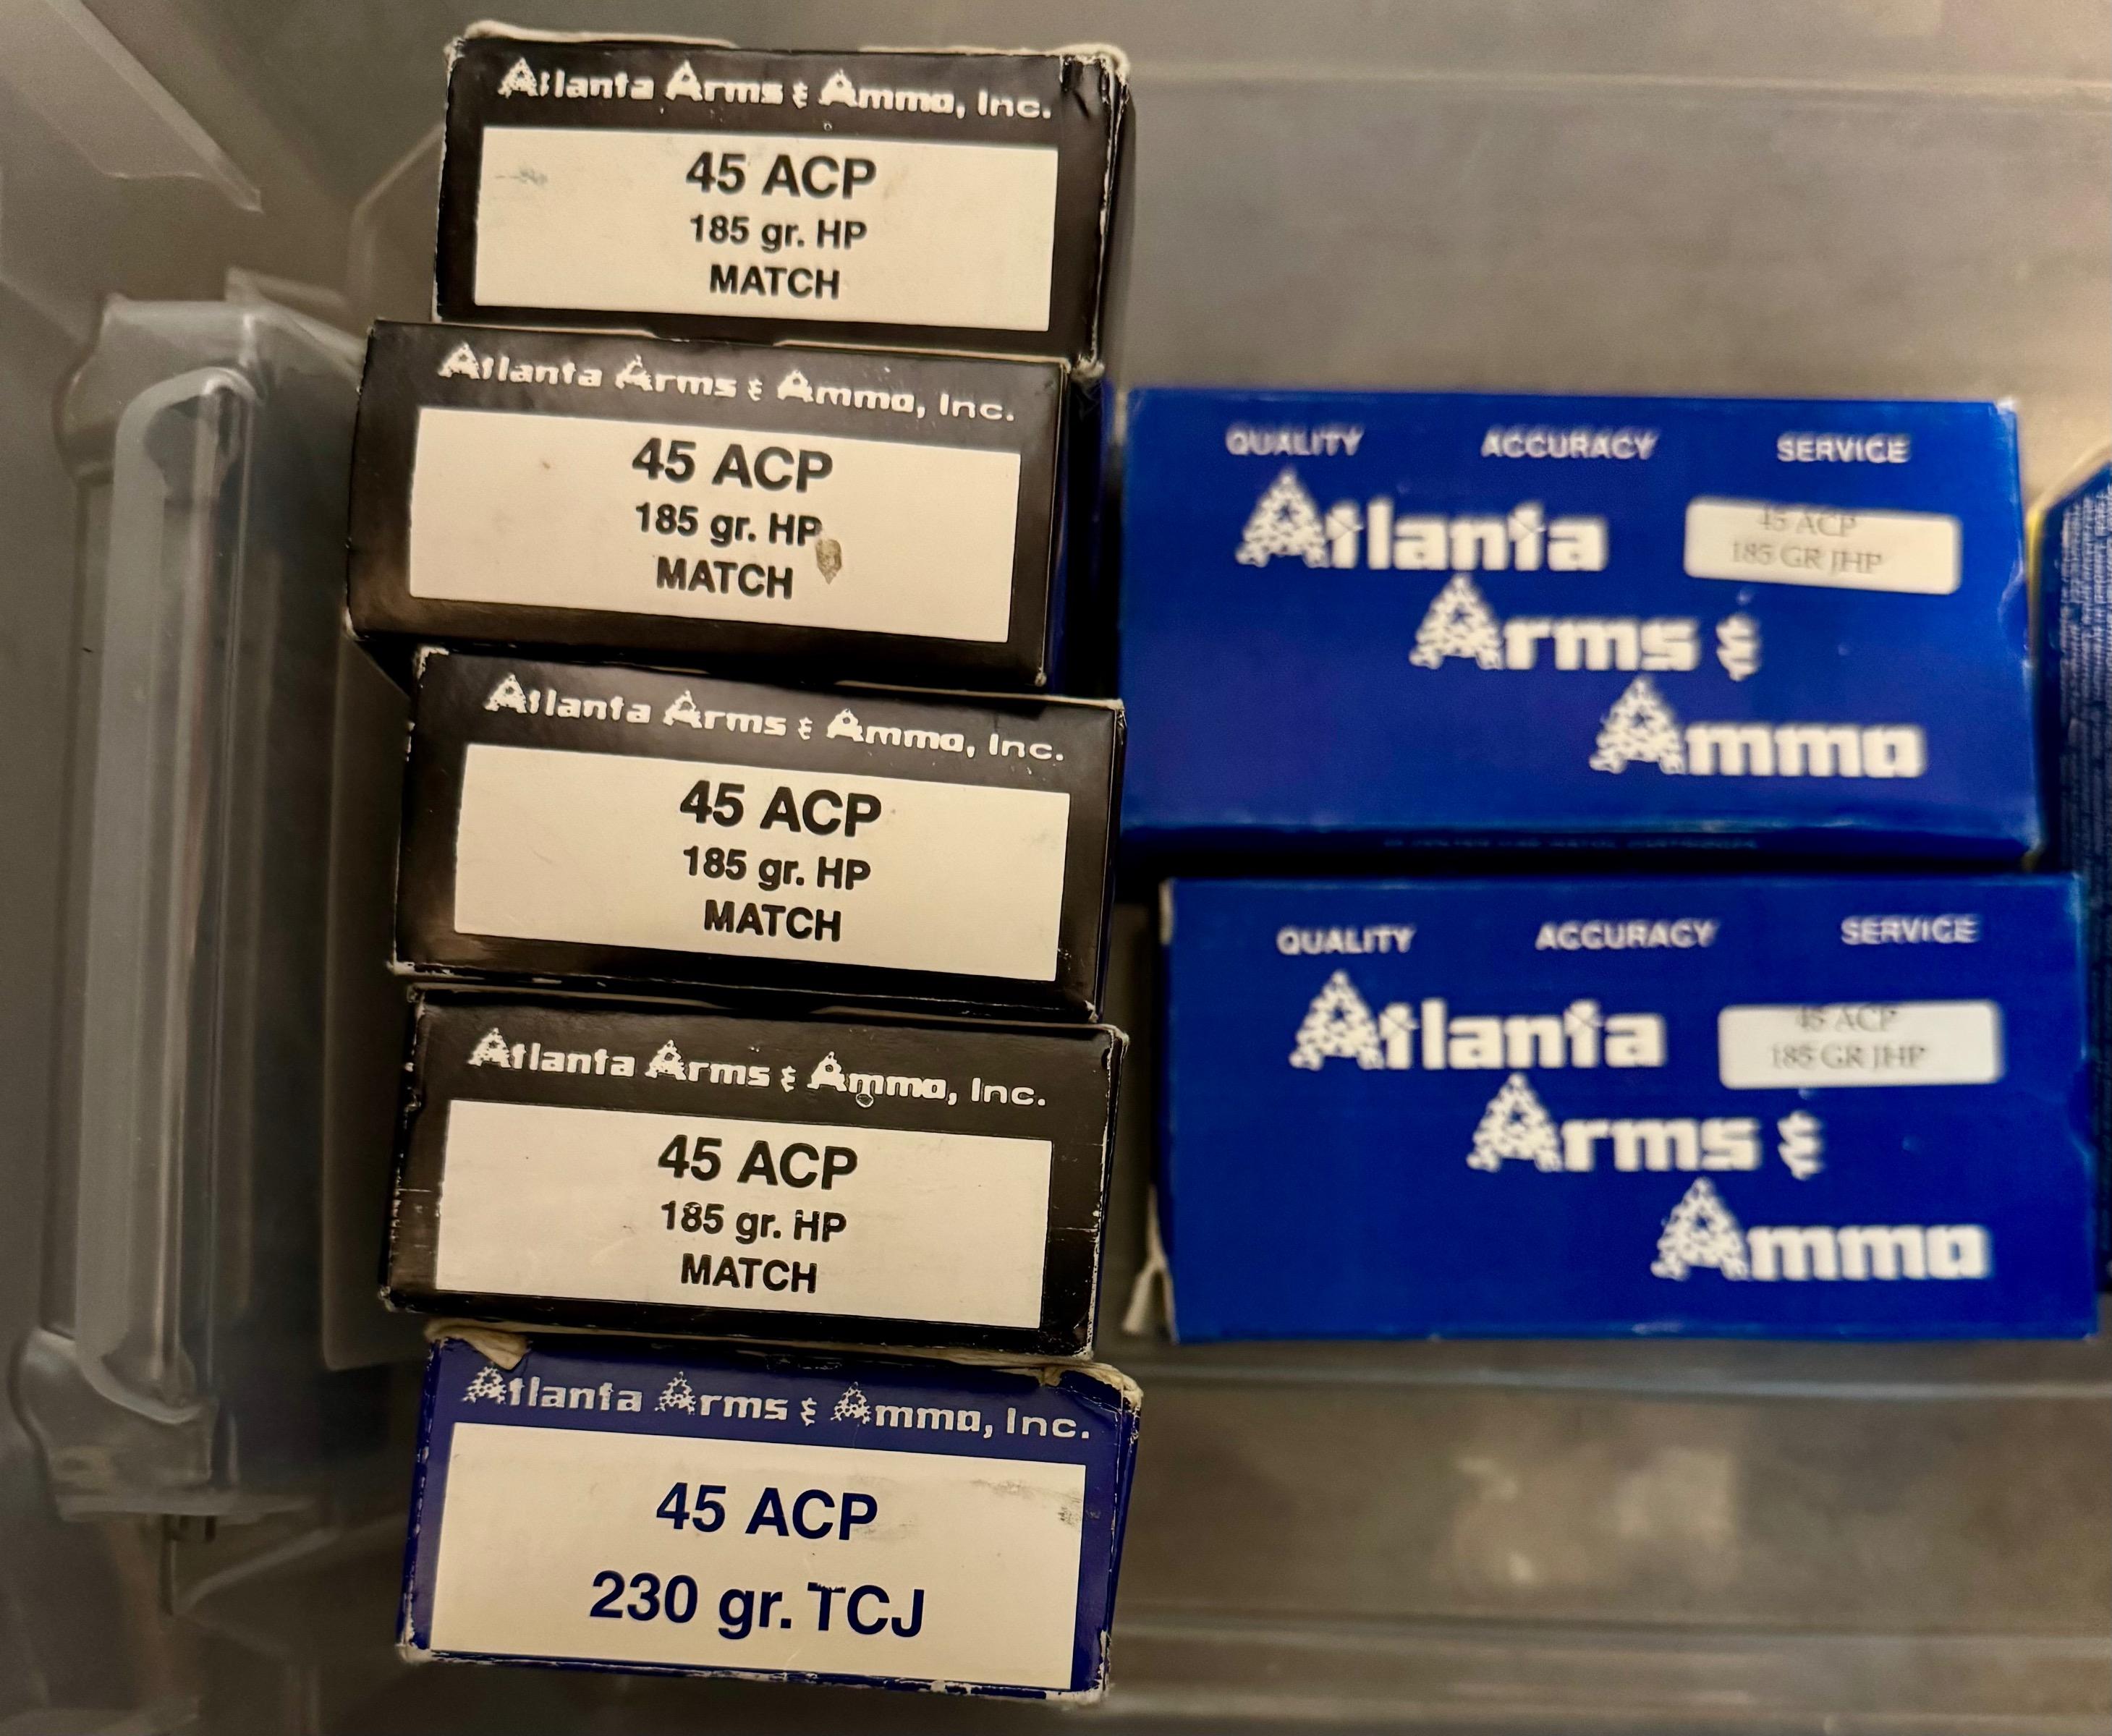 Atlanta Arms & Ammo, Inc.
45 ACP
185 gr. HP
MATCH
Atlanta Arms & Ammo, Inc.
45 ACP
185 gr. HP
MATCH
Atlanta Arms & Ammo, Inc.
45 ACP
185 gr. HP
MATCH
Atlanta Arms & Ammo, Inc.
45 ACP
185 gr. HP
MATCH
Atlanta Arms & Ammo, Inc.
45 ACP
230 gr. TCJ
QUALITY ACCURACY SERVICE
Atlanta
45 ACP
185 GR JHP
Arms &
Ammo
QUALITY ACCURACY SERVICE
Atlanta
45 ACP
185 GR JHP
Arms &
Ammo